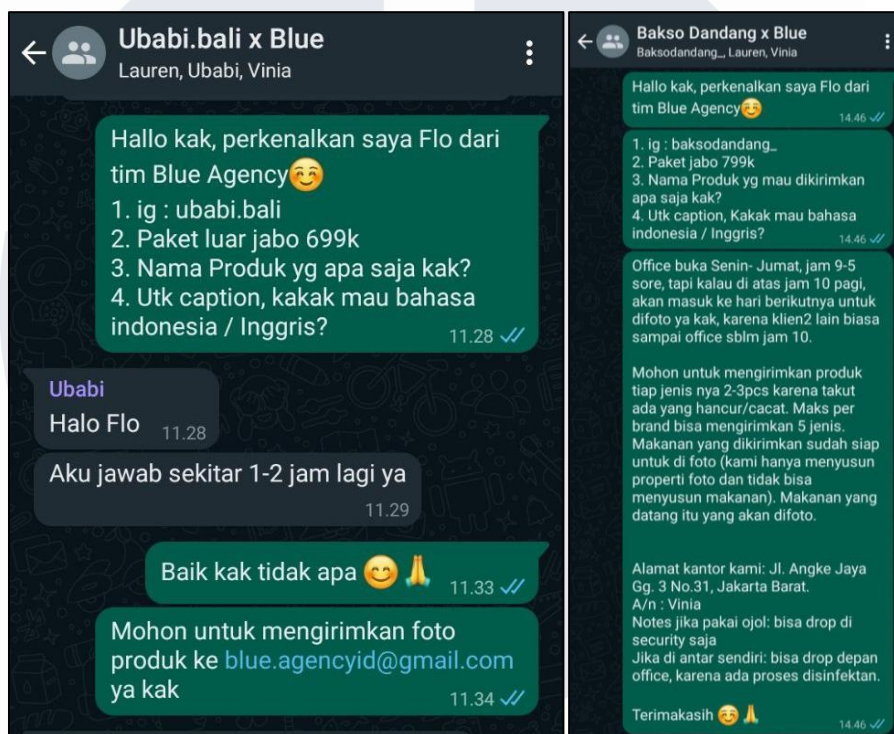 Ubabi.bali x Blue
Lauren, Ubabi, Vinia
Hallo kak, perkenalkan saya Flo dari
tim Blue Agency☺️
1. ig : ubabi.bali
2. Paket luar jabo 699k
3. Nama Produk yg apa saja kak?
4. Utk caption, kakak mau bahasa
indonesia / Inggris?
11.28
Ubabi
Halo Flo
11.28
Aku jawab sekitar 1-2 jam lagi ya
11.29
Baik kak tidak apa 😊🙏
11.33
Mohon untuk mengirimkan foto
produk ke blue.agencyid@gmail.com
ya kak
11.34
Bakso Dandang x Blue
Baksodandang_, Lauren, Vinia
Hallo kak, perkenalkan saya Flo dari
tim Blue Agency☺️
14.46
1. ig : baksodandang_
2. Paket jabo 799k
3. Nama Produk yg mau dikirimkan
apa saja kak?
4. Utk caption, Kakak mau bahasa
indonesia / Inggris?
14.46
Office buka Senin- Jumat, jam 9-5
sore, tapi kalau di atas jam 10 pagi,
akan masuk ke hari berikutnya untuk
difoto ya kak, karena klien2 lain biasa
sampai office sblm jam 10.
Mohon untuk mengirimkan produk
tiap jenis nya 2-3pcs karena takut
ada yang hancur/cacat. Maks per
brand bisa mengirimkan 5 jenis.
Makanan yang dikirimkan sudah siap
untuk di foto (kami hanya menyusun
properti foto dan tidak bisa
menyusun makanan). Makanan yang
datang itu yang akan difoto.
Alamat kantor kami: Jl. Angke Jaya
Gg. 3 No.31, Jakarta Barat.
A/n : Vinia
Notes jika pakai ojol: bisa drop di
security saja
Jika di antar sendiri: bisa drop depan
office, karena ada proses disinfektan.
Terimakasih ☺️🙏
14.46